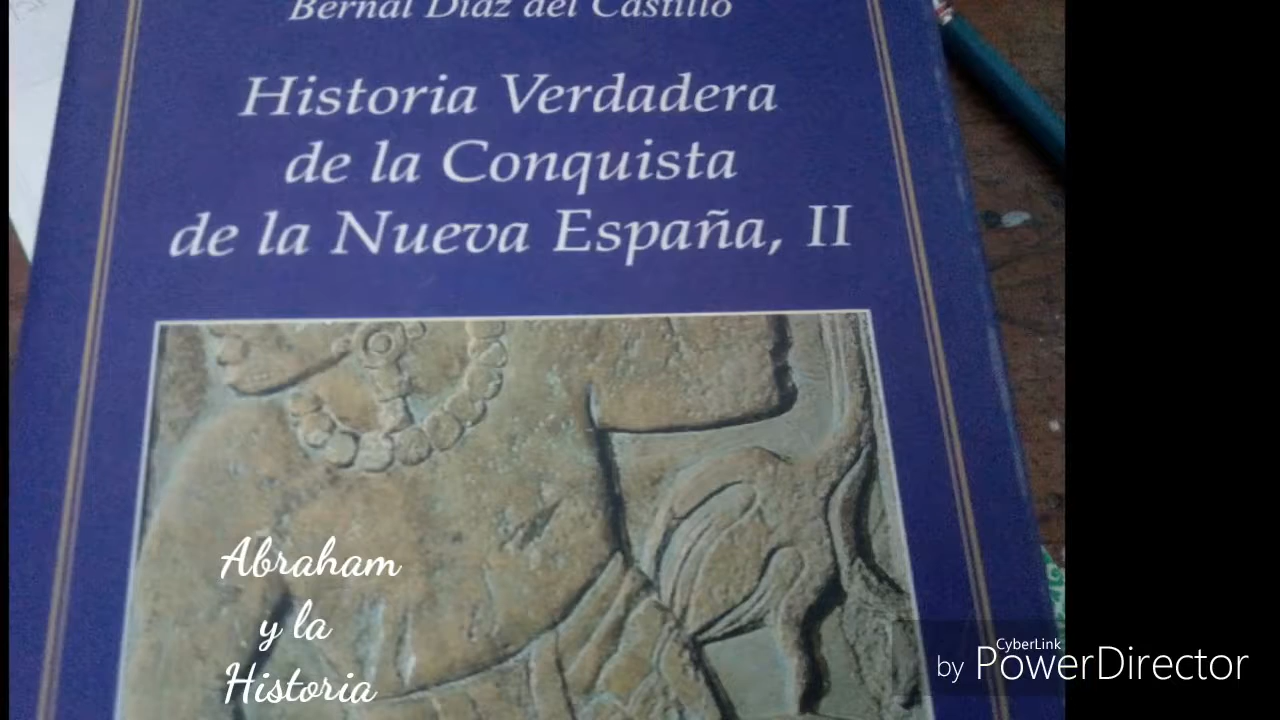 Bernal Díaz del Castillo
Historia Verdadera
de la Conquista
de la Nueva España, II
Abraham
y la
Historia
CyberLink
by PowerDirector